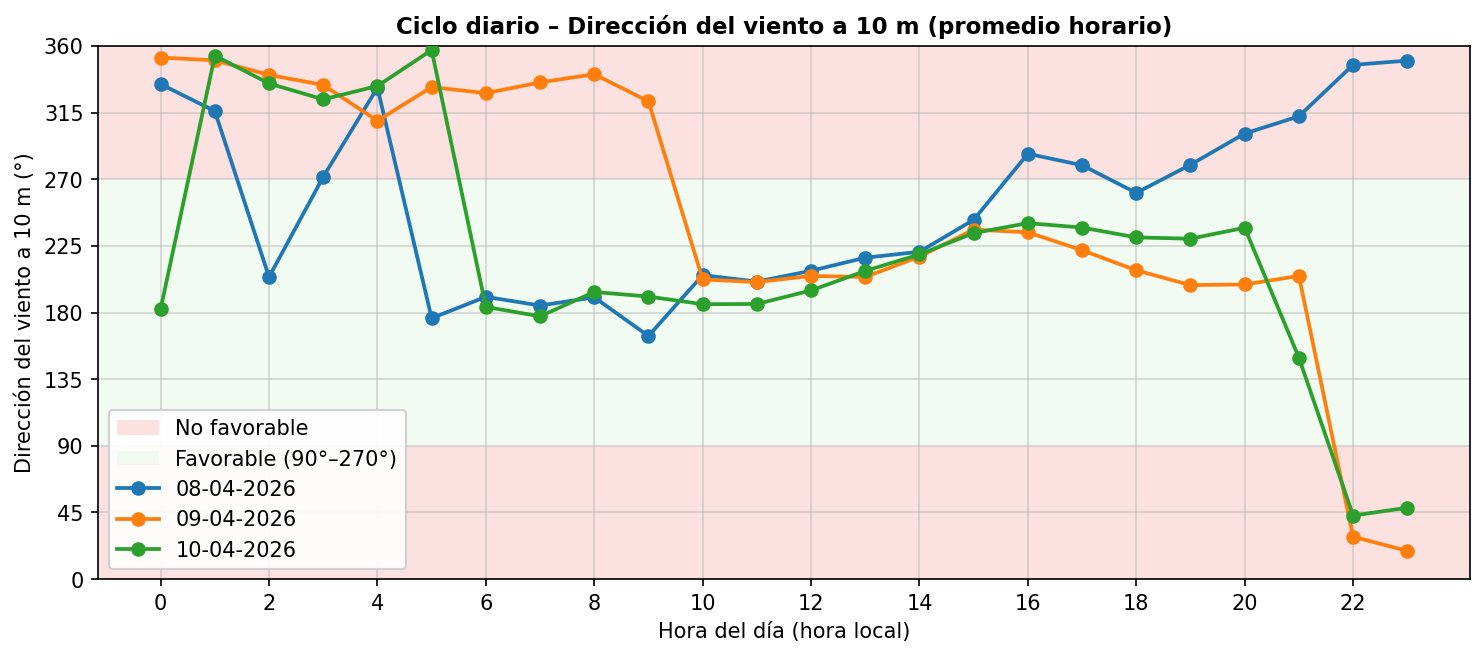 Ciclo diario – Dirección del viento a 10 m (promedio horario)
Dirección del viento a 10 m (°)
360
315
270
225
180
135
90
45
0
No favorable
Favorable (90°–270°)
08-04-2026
09-04-2026
10-04-2026
0 2 4 6 8 10 12 14 16 18 20 22
Hora del día (hora local)